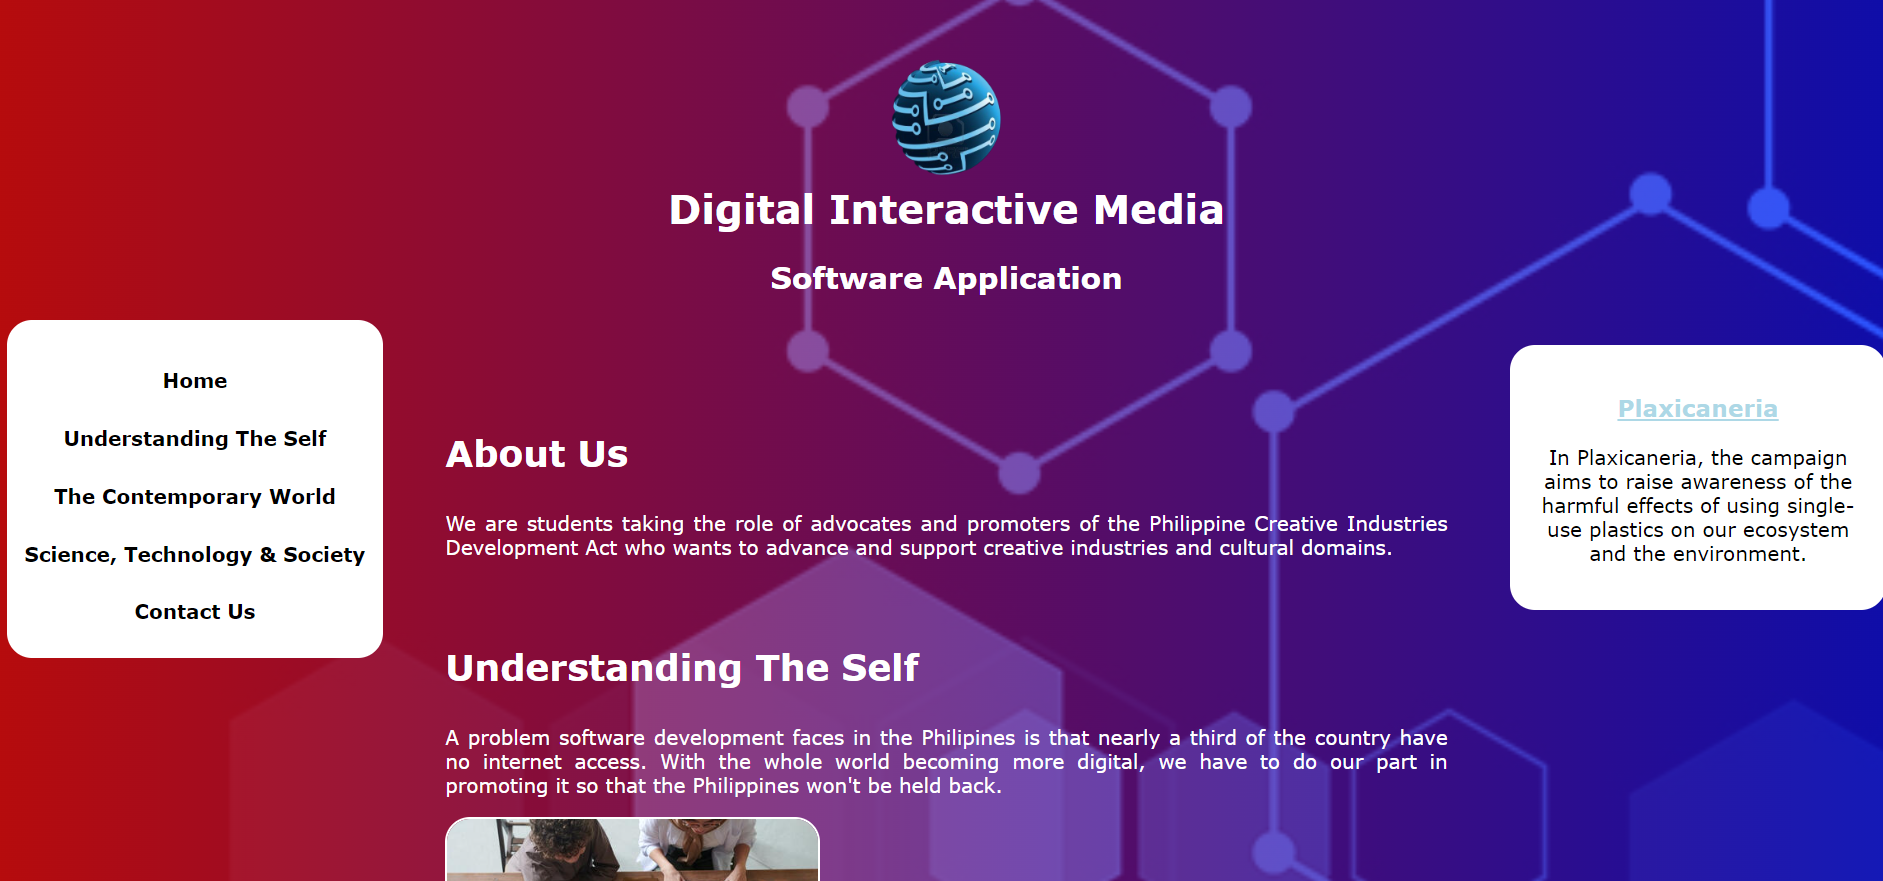 Digital Interactive Media
Software Application
Home
Understanding The Self
The Contemporary World
Science, Technology & Society
Contact Us
About Us
We are students taking the role of advocates and promoters of the Philippine Creative Industries
Development Act who wants to advance and support creative industries and cultural domains.
Understanding The Self
A problem software development faces in the Philipines is that nearly a third of the country have
no internet access. With the whole world becoming more digital, we have to do our part in
promoting it so that the Philippines won't be held back.
Plaxicaneria
In Plaxicaneria, the campaign
aims to raise awareness of the
harmful effects of using single-
use plastics on our ecosystem
and the environment.